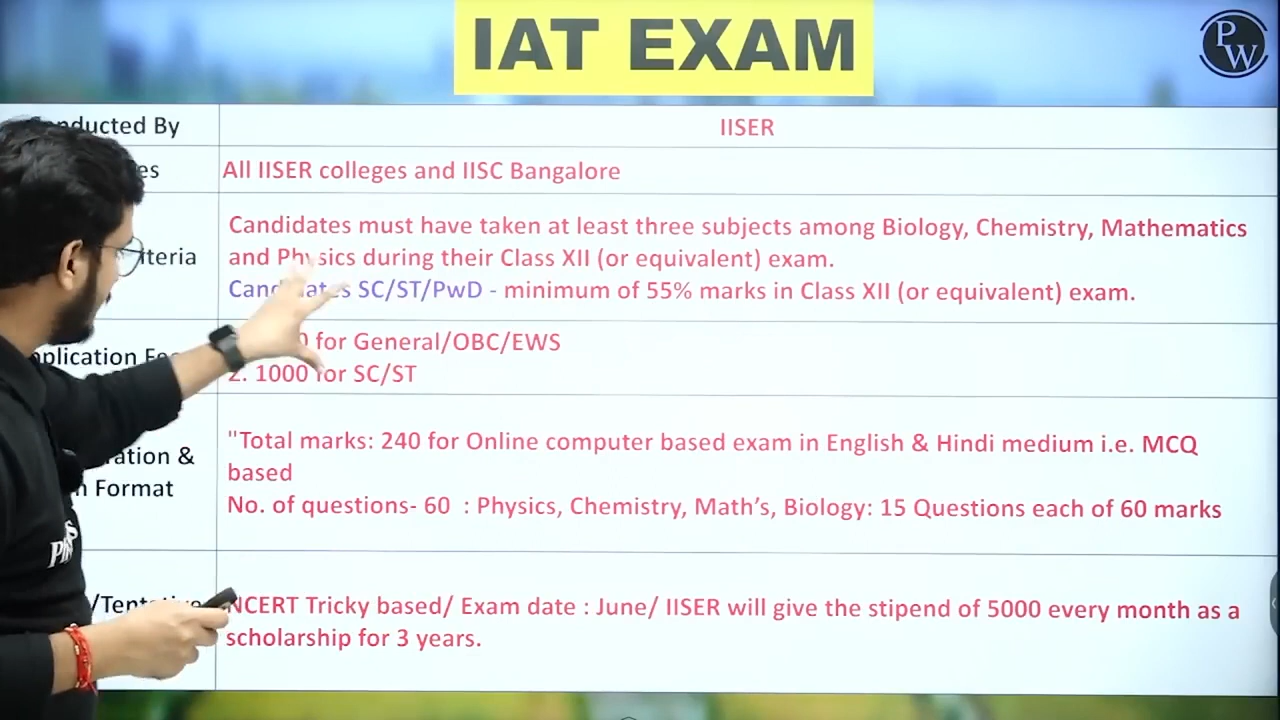 IAT EXAM
PW
Conducted By
IISER
All IISER colleges and IISC Bangalore
Candidates must have taken at least three subjects among Biology, Chemistry, Mathematics
and Physics during their Class XII (or equivalent) exam.
Candidates SC/ST/PwD - minimum of 55% marks in Class XII (or equivalent) exam.
Application
for General/OBC/EWS
2. 1000 for SC/ST
&
Format
"Total marks: 240 for Online computer based exam in English & Hindi medium i.e. MCQ
based
No. of questions- 60 : Physics, Chemistry, Math's, Biology: 15 Questions each of 60 marks
/Tentative
NCERT Tricky based/ Exam date : June/ IISER will give the stipend of 5000 every month as a
scholarship for 3 years.